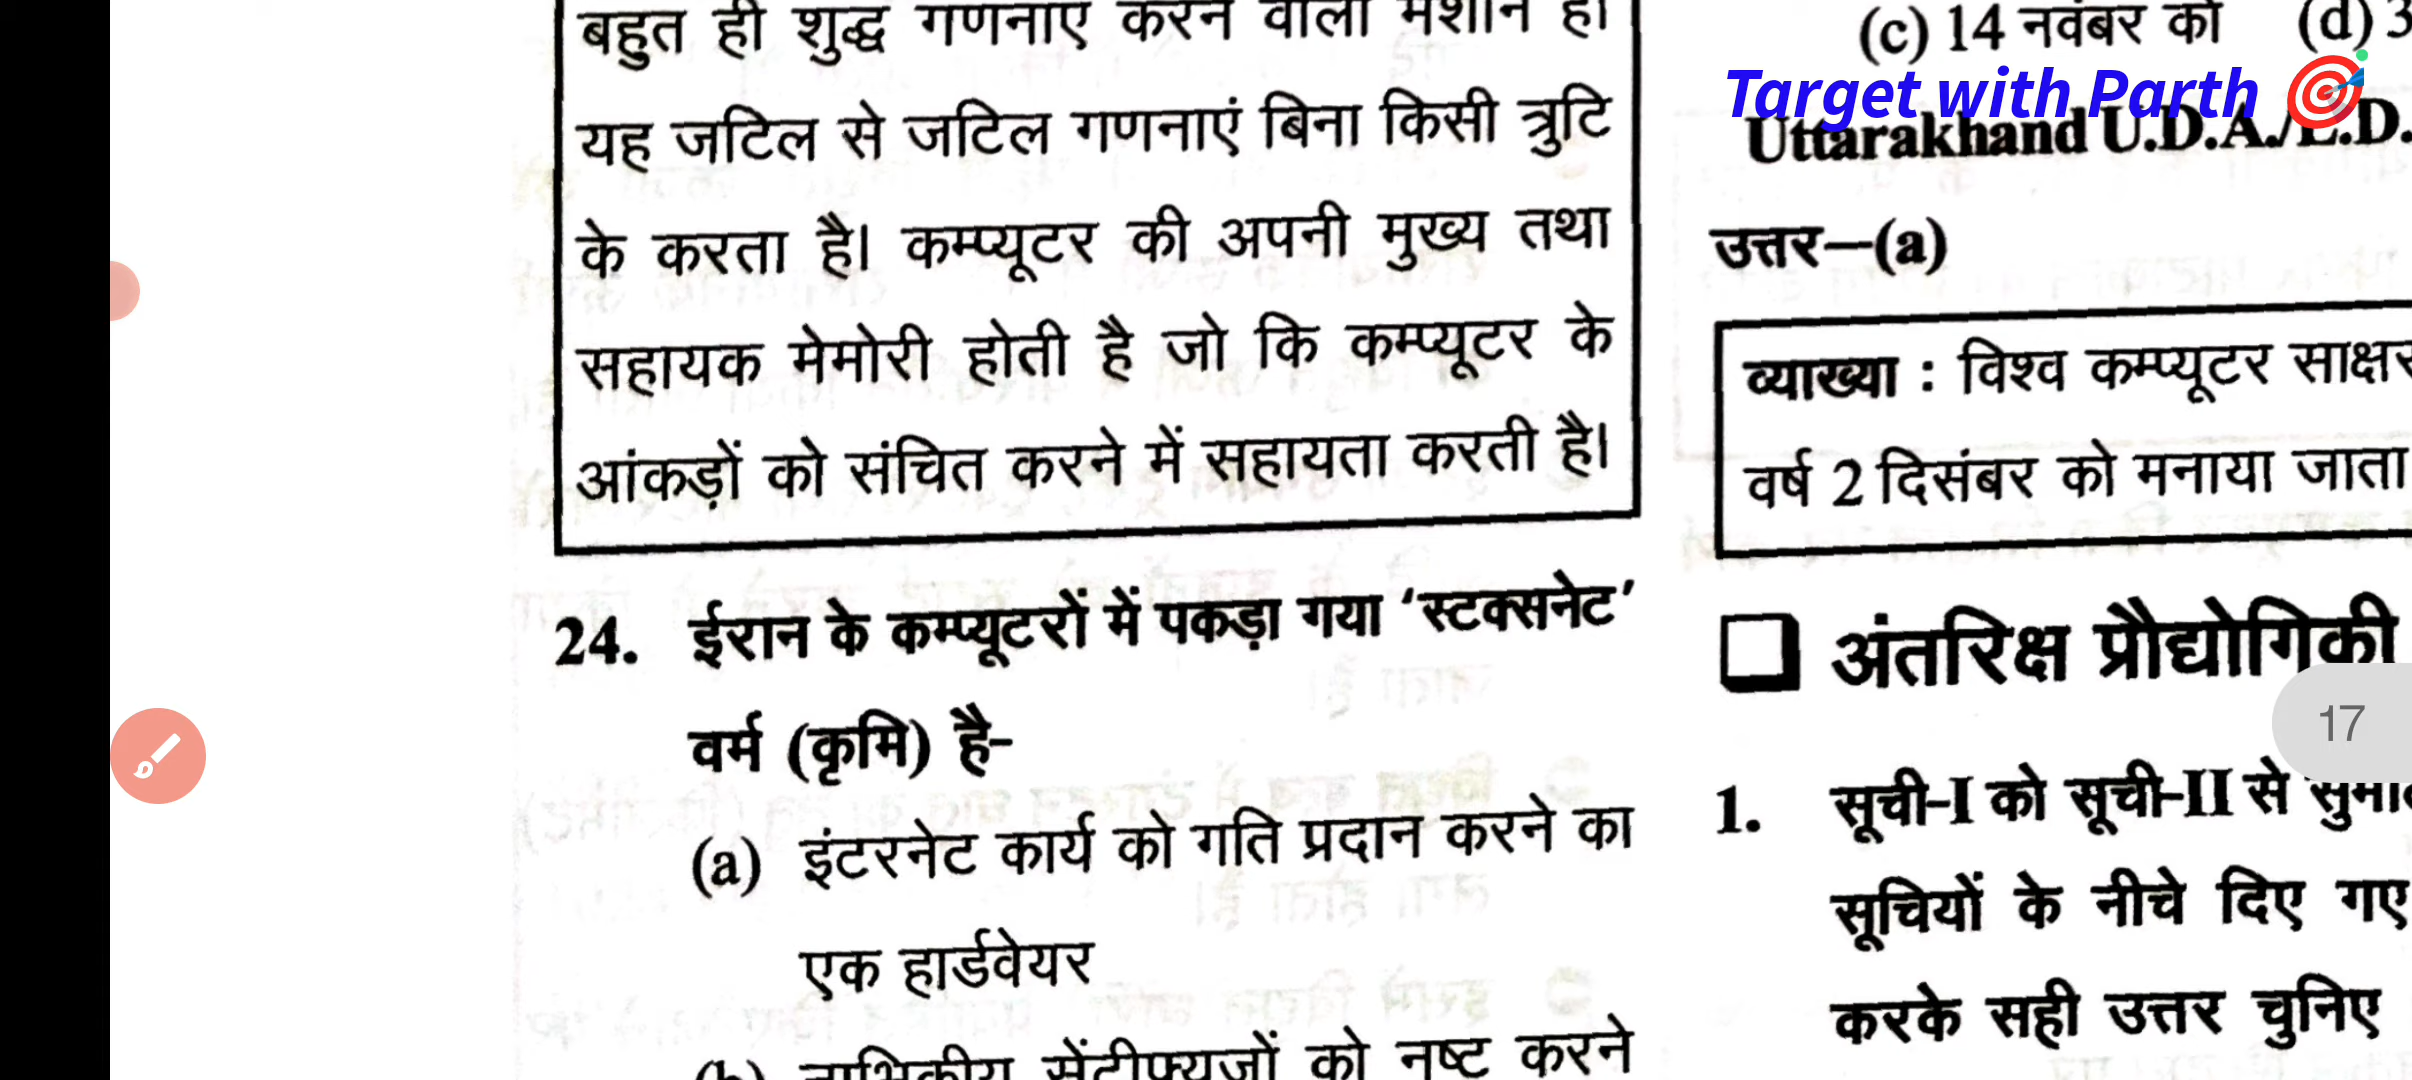 बहुत ही शुद्ध गणनाएं करने वाली मशीन है।
यह जटिल से जटिल गणनाएं बिना किसी त्रुटि
के करता है। कम्प्यूटर की अपनी मुख्य तथा
सहायक मेमोरी होती है जो कि कम्प्यूटर के
आंकड़ों को संचित करने में सहायता करती है।
24. ईरान के कम्प्यूटरों में पकड़ा गया ‘स्टक्सनेट’
वर्म (कृमि) है-
(a) इंटरनेट कार्य को गति प्रदान करने का
एक हार्डवेयर
(b) नाभिकीय सेंट्रीफ्यूजों को नष्ट करने
(c) 14 नवंबर को (d) 3
Target with Parth
Uttarakhand U.D.A./L.D.
उत्तर—(a)
व्याख्या : विश्व कम्प्यूटर
वर्ष 2 दिसंबर को मनाया जाता
अंतरिक्ष प्रौद्योगिकी
17
1. सूची-I को सूची-II से
सूचियों के नीचे दिए गए
करके सही उत्तर चुनिए